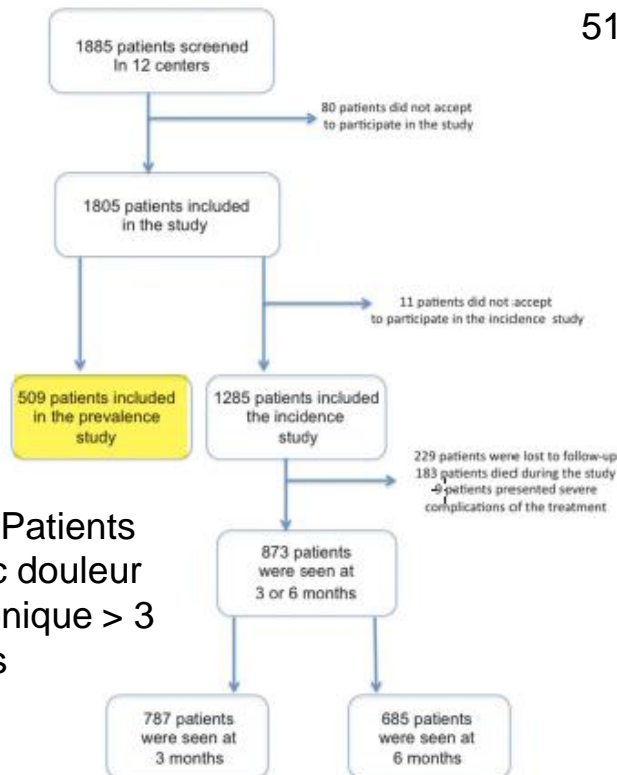 1885 patients screened
In 12 centers
51
80 patients did not accept
to participate in the study
1805 patients included
in the study
11 patients did not accept
to participate in the incidence study
509 patients included
in the prevalence
study
1285 patients included
the incidence
study
229 patients were lost to follow-up
183 patients died during the study
9 patients presented severe
complications of the treatment
Patients
c douleur
nique > 3
s
873 patients
were seen at
3 or 6 months
787 patients
were seen at
3 months
685 patients
were seen at
6 months